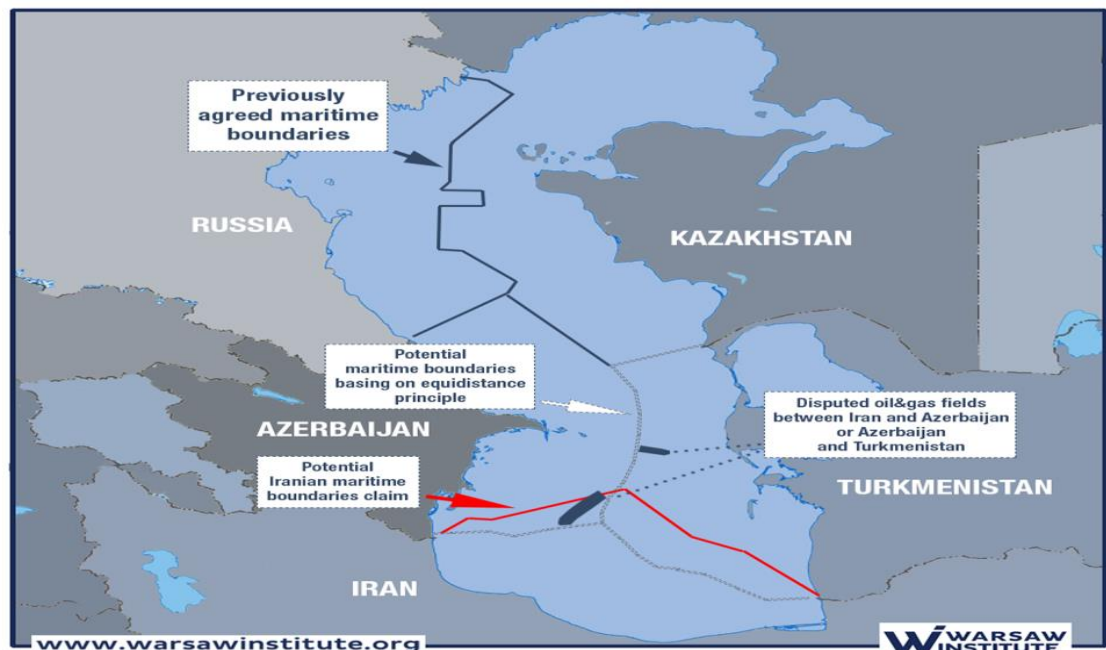 Previously
agreed maritime
boundaries
RUSSIA
KAZAKHSTAN
Potential
maritime boundaries
basing on equidistance
principle
Disputed oil&gas fields
between Iran and Azerbaijan
or Azerbaijan
and Turkmenistan
AZERBAIJAN
Potential
Iranian maritime
boundaries claim
TURKMENISTAN
IRAN
www.warsawinstitute.org
WI WARSAW
INSTITUTE